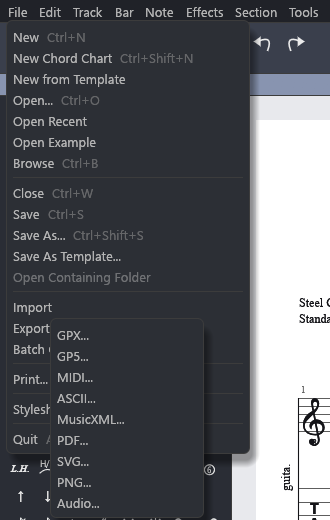 File Edit Track Bar Note Effects Section Tools
New Ctrl+N
New Chord Chart Ctrl+Shift+N
New from Template
Open... Ctrl+O
Open Recent
Open Example
Browse Ctrl+B
Close Ctrl+W
Save Ctrl+S
Save As... Ctrl+Shift+S
Save As Template...
Open Containing Folder
Import
Export
Batch
Print...
Quit
GPX...
GP5...
MIDI...
ASCII...
MusicXML...
PDF...
SVG...
PNG...
Audio...
L.H.
6
Steel
Standa
1
guita.
T